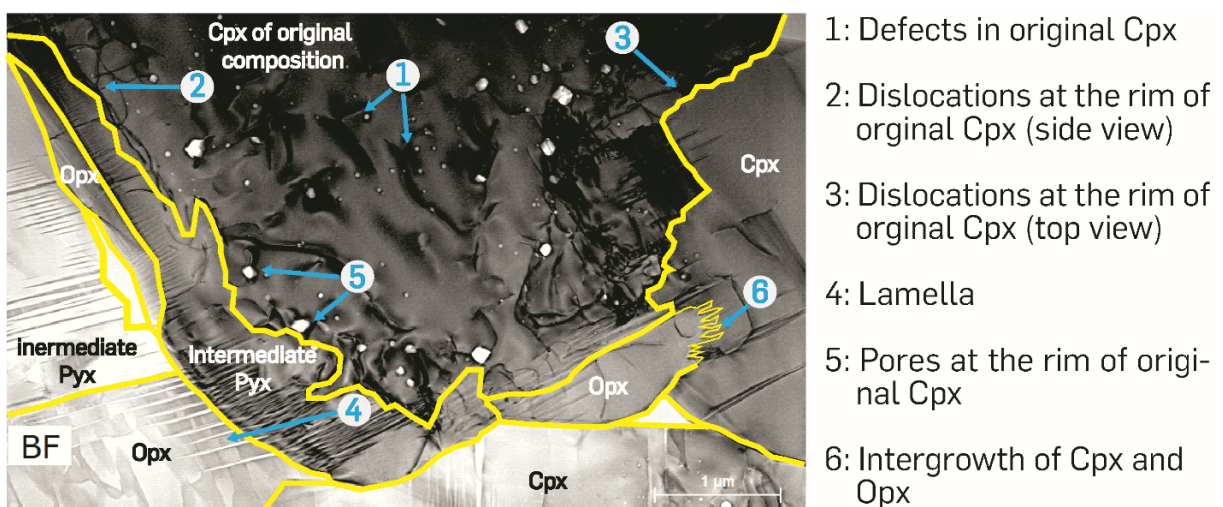 Cpx of original
composition
1
2
3
Cpx
Opx
5
6
inermediate
Pyx
Intermediate
Pyx
Opx
4
BF
Opx
Cpx
1 µm
1: Defects in original Cpx
2: Dislocations at the rim of
orginal Cpx (side view)
3: Dislocations at the rim of
orginal Cpx (top view)
4: Lamella
5: Pores at the rim of origi-
nal Cpx
6: Intergrowth of Cpx and
Opx